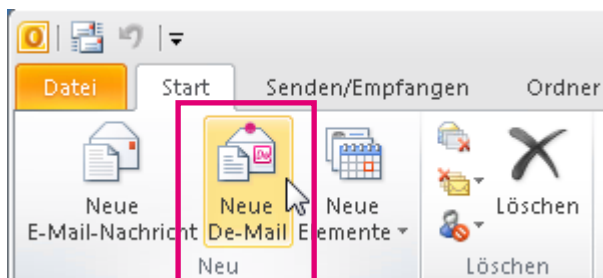 Datei Start Senden/Empfangen Ordner
Neue E-Mail-Nachricht
Neue De-Mail
Neue Elemente
Löschen
Neu Löschen